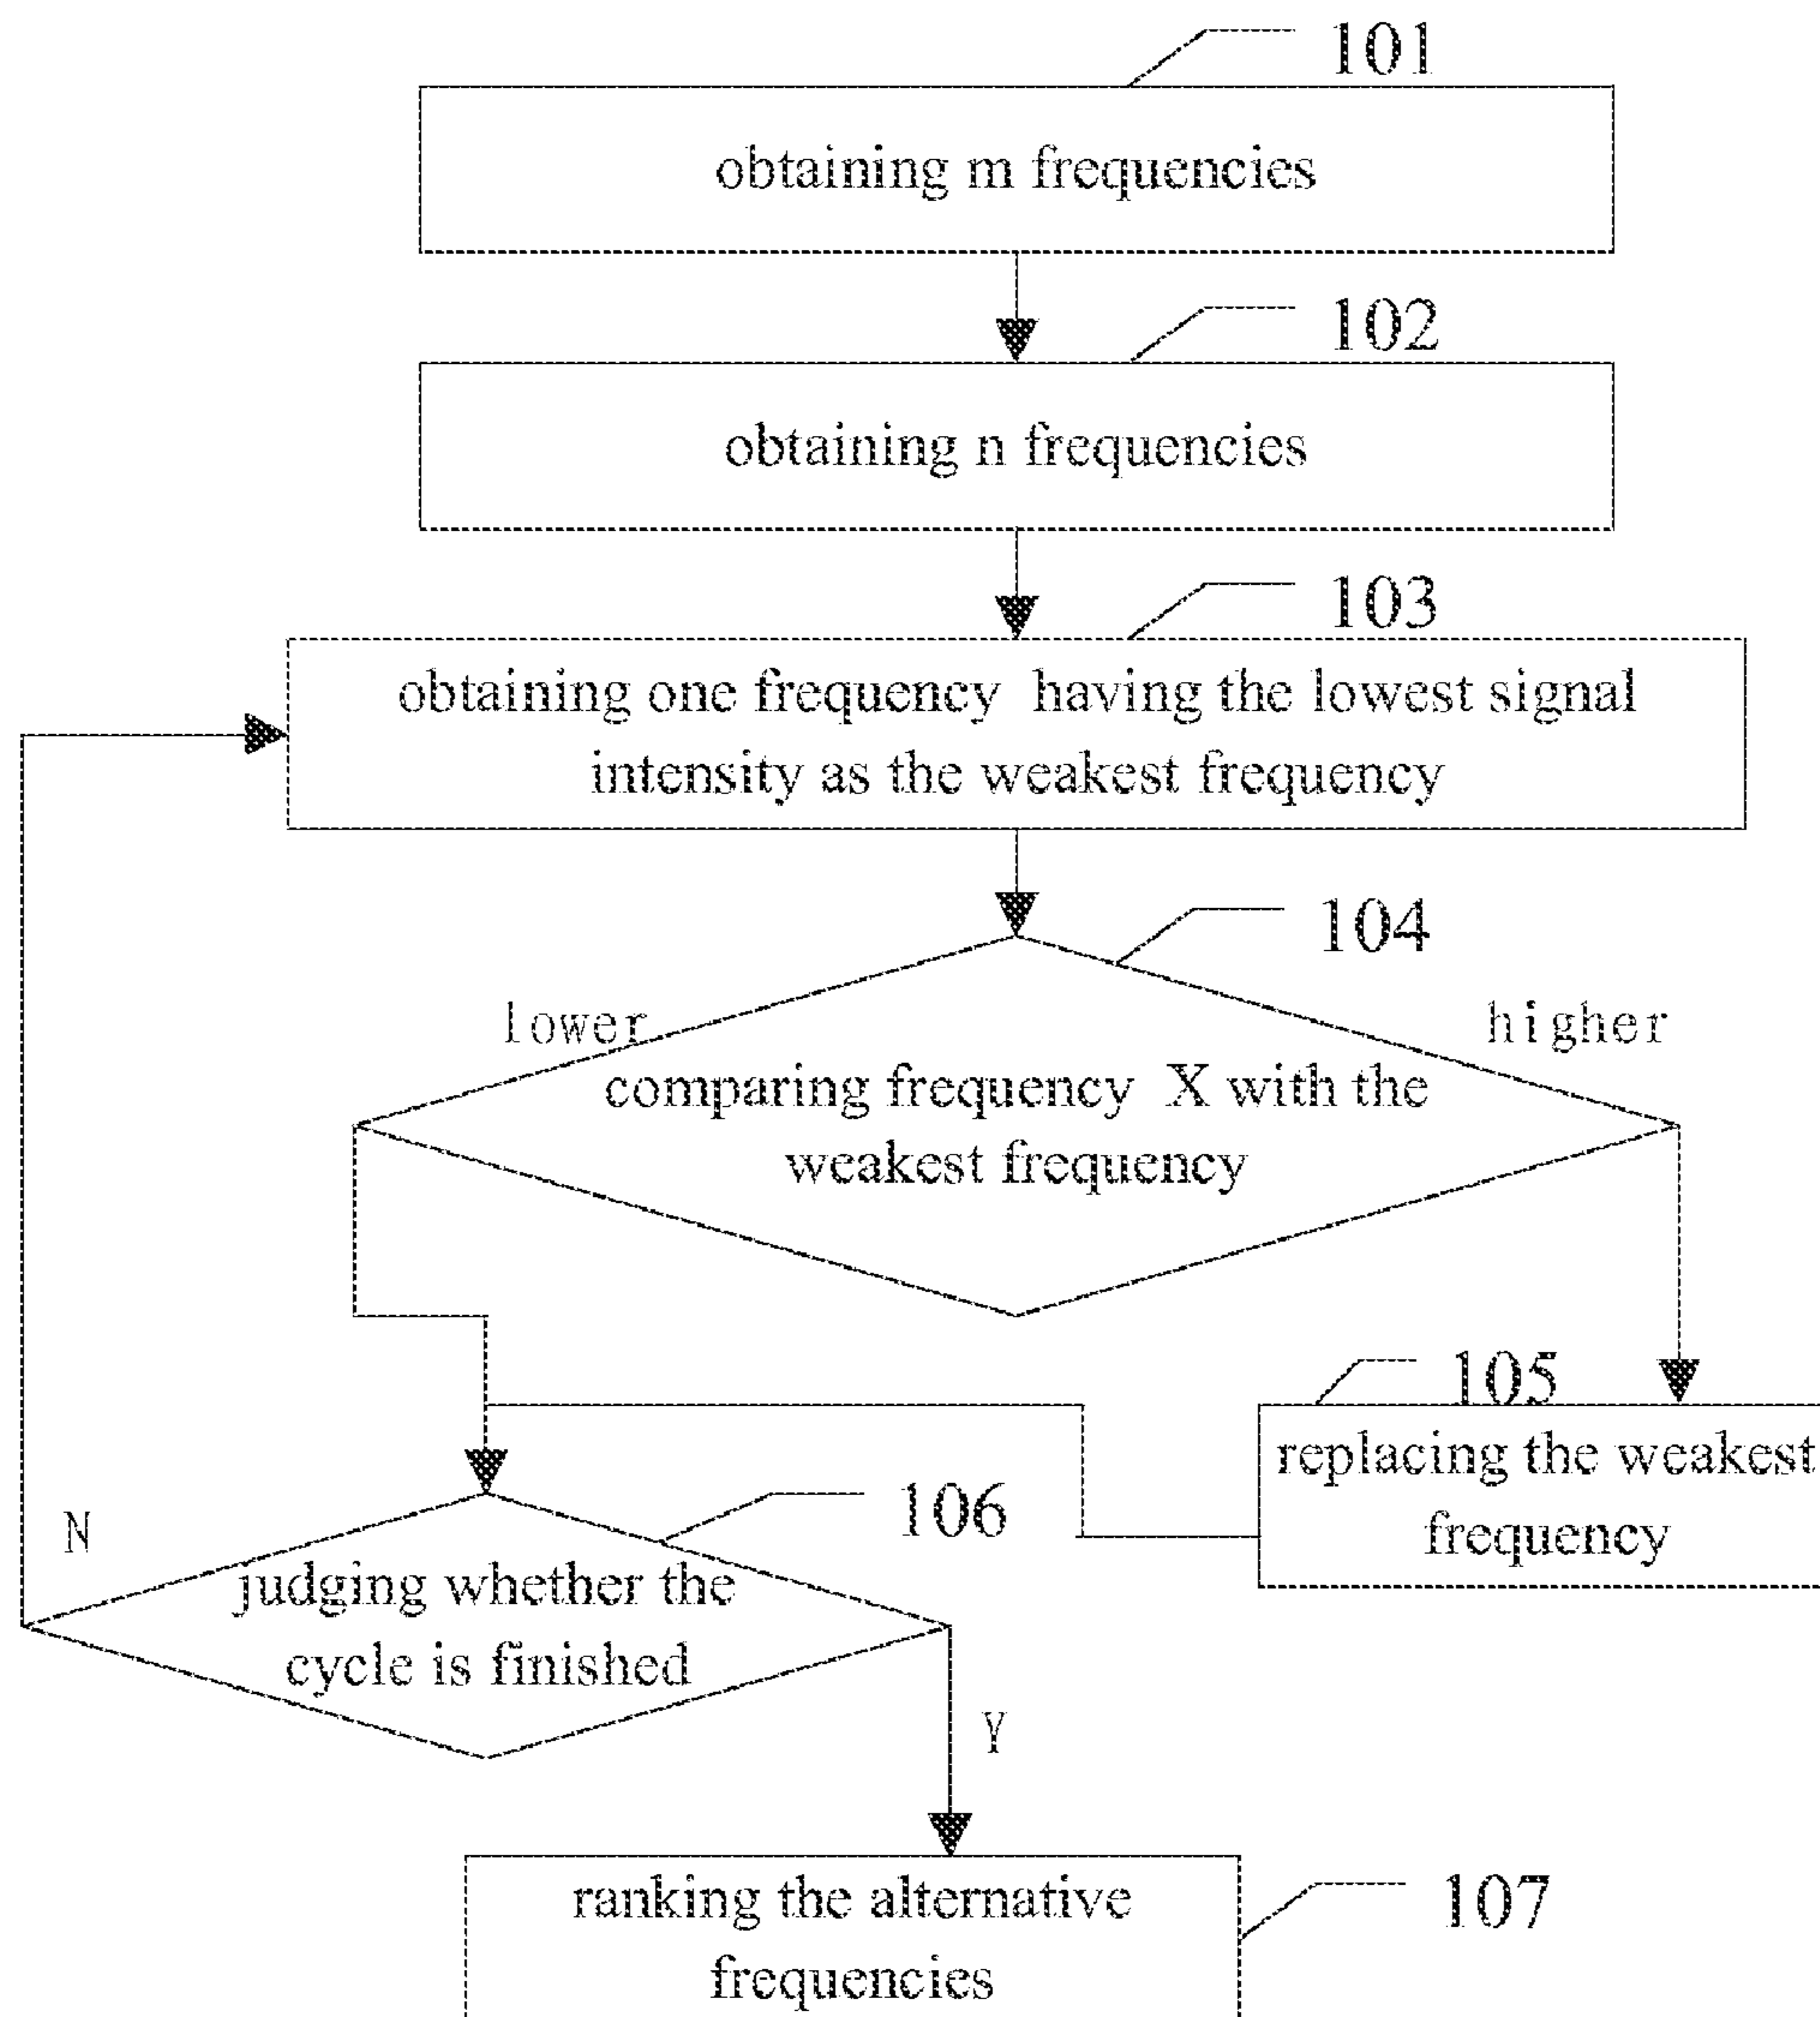 101
obtaining m frequencies
102
obtaining n frequencies
103
obtaining one frequency having the lowest signal
intensity as the weakest frequency
104
lower
higher
comparing frequency X with the
weakest frequency
105
replacing the weakest
frequency
106
N
judging whether the
cycle is finished
Y
ranking the alternative
frequencies
107